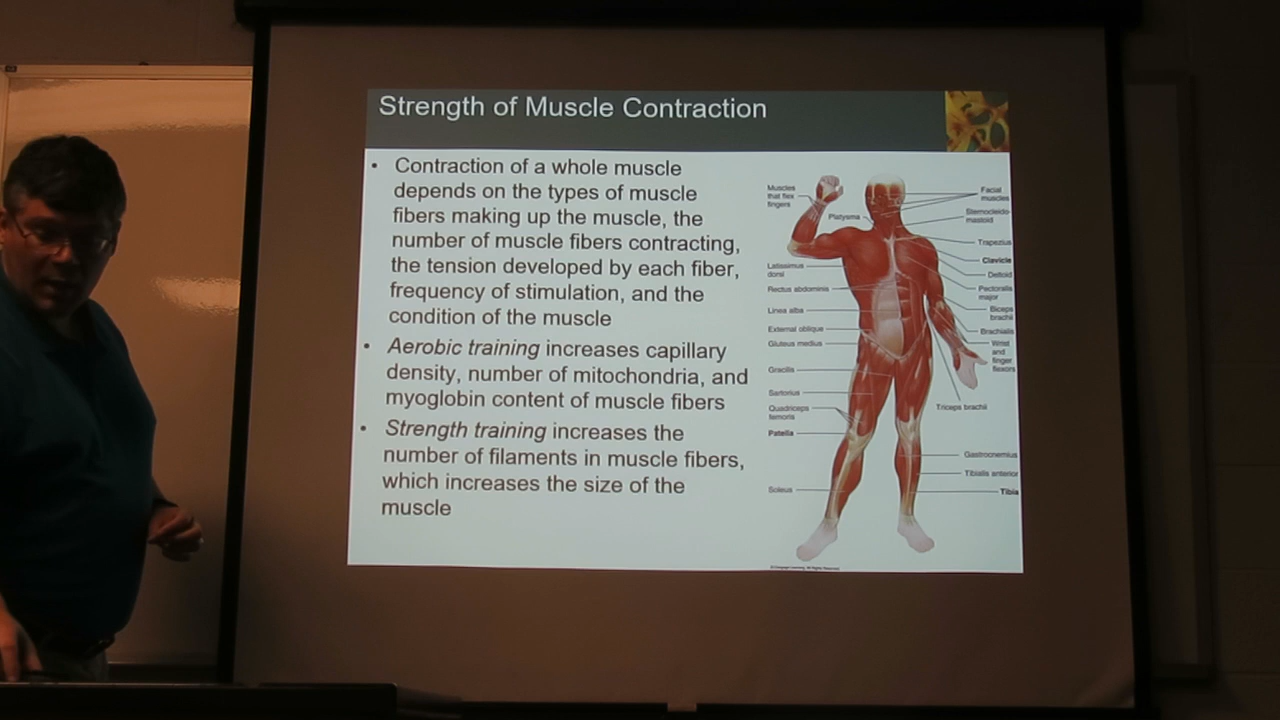 Strength of Muscle Contraction
• Contraction of a whole muscle
depends on the types of muscle
fibers making up the muscle, the
number of muscle fibers contracting,
the tension developed by each fiber,
frequency of stimulation, and the
condition of the muscle
• Aerobic training increases capillary
density, number of mitochondria, and
myoglobin content of muscle fibers
• Strength training increases the
number of filaments in muscle fibers,
which increases the size of the
muscle
Muscles
that flex
fingers
Platysma
Latissimus
dorsi
Rectus abdominis
Linea alba
External oblique
Gluteus medius
Gracilis
Sartorius
Quadriceps
femoris
Patella
Soleus
Facial
muscles
Sternocleido-
mastoid
Trapezius
Clavicle
Deltoid
Pectoralis
major
Biceps
brachii
Brachialis
Wrist
and
finger
flexors
Triceps brachii
Gastrocnemius
Tibialis anterior
Tibia
© Cengage Learning. All Rights Reserved.